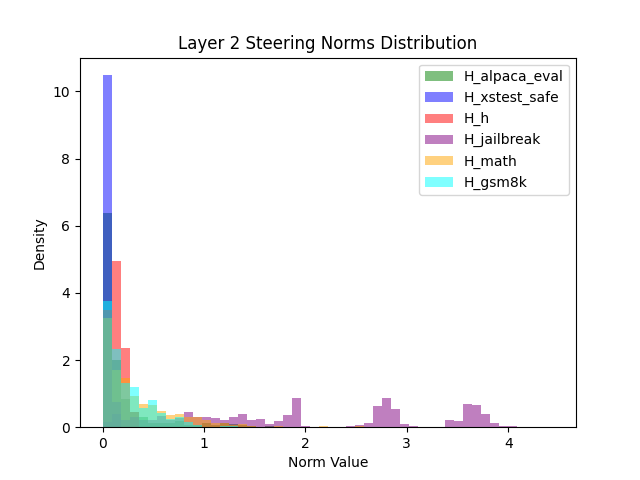 Layer 2 Steering Norms Distribution
H_alpaca_eval
H_xstest_safe
H_h
H_jailbreak
H_math
H_gsm8k
10
8
6
4
2
0
Density
0 1 2 3 4
Norm Value